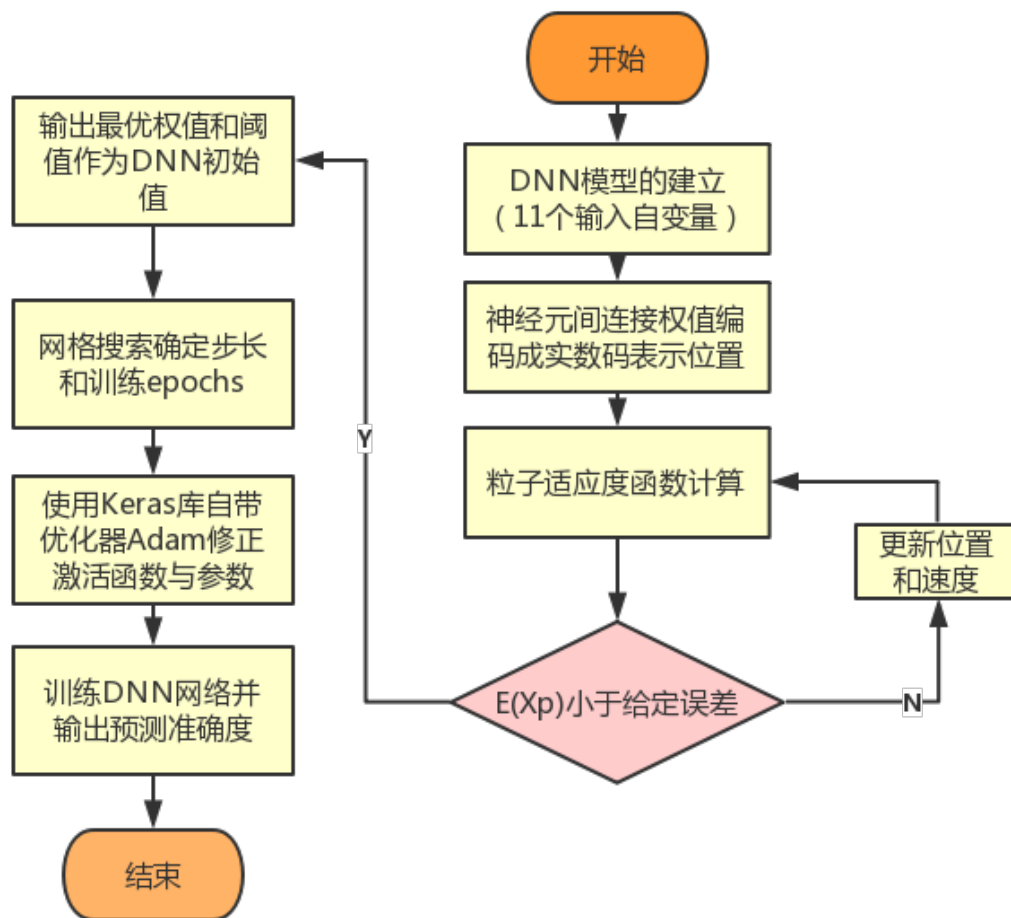 开始
DNN模型的建立
（11个输入自变量）
神经元间连接权值编
码成实数码表示位置
粒子适应度函数计算
更新位置
和速度
E(Xp)小于给定误差
N
Y
输出最优权值和阈
值作为DNN初始
值
网格搜索确定步长
和训练epochs
使用Keras库自带
优化器Adam修正
激活函数与参数
训练DNN网络并
输出预测准确度
结束